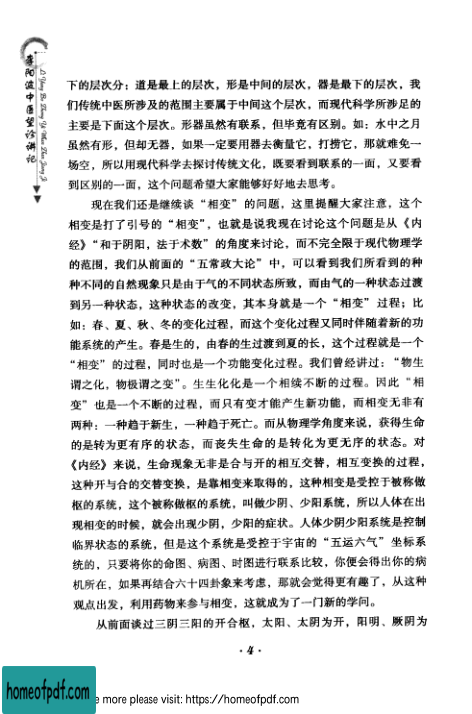 李阳波中医望诊讲记
下的层次分；道是最上的层次，形是中间的层次，器是最下的层次，我
们传统中医所涉及的范围主要属于中间这个层次，而现代科学所涉足的
主要是下面这个层次。形器虽然有联系，但毕竟有区别。如：水中之月
虽然有形，但却无器，如果一定要用器去衡量它，打捞它，那就难免一
场空，所以用现代科学去探讨传统文化，既要看到联系的一面，又要看
到区别的一面，这个问题希望大家能够好好地去思考。
现在我们还是继续谈“相变”的问题，这里提醒大家注意，这个
相变是打了引号的“相变”，也就是说我现在讨论这个问题是从《内
经》“和于阴阳，法于术数”的角度来讨论，而不完全限于现代物理学
的范围，我们从前面的“五常政大论”中，可以看到我们所看到的种
种不同的自然现象只是由于气的不同状态所致，而由气的一种状态过渡
到另一种状态，这种状态的改变，其本身就是一个“相变”过程；比
如：春、夏、秋、冬的变化过程，而这个变化过程又同时伴随着新的功
能系统的产生。春是生的，由春的生过渡到夏的长，这个过程就是一个
“相变”的过程，同时也是一个功能变化过程。我们曾经讲过：“物生
谓之化，物极谓之变”。生生化化是一个相续不断的过程。因此“相
变”也是一个不断的过程，而只有变才能产生新功能，而相变无非有
两种：一种趋于新生，一种趋于死亡。而从物理学角度来说，获得生命
的是转为更有序的状态，而丧失生命的是转化为更无序的状态。对
《内经》来说，生命现象无非是合与开的相互交替，相互变换的过程，
这种开与合的交替变换，是靠相变来取得的，这种相变是受控于被称做
枢的系统，这个被称做枢的系统，叫做少阴、少阳系统，所以人体在出
现相变的时候，就会出现少阴，少阳的症状。人体少阴少阳系统是控制
临界状态的系统，但是这个系统是受控于宇宙的“五运六气”坐标系
统的，只要将你的命图、病图、时图进行联系比较，你便会得出你的病
机所在，如果再结合六十四卦象来考虑，那就会觉得更有趣了，从这种
观点出发，利用药物来参与相变，这就成为了一门新的学问。
从前面谈过三阴三阳的开合枢，太阳、太阴为开，阳明、厥阴为
·4·
homeofpdf.com
e more please visit: https://homeofpdf.com